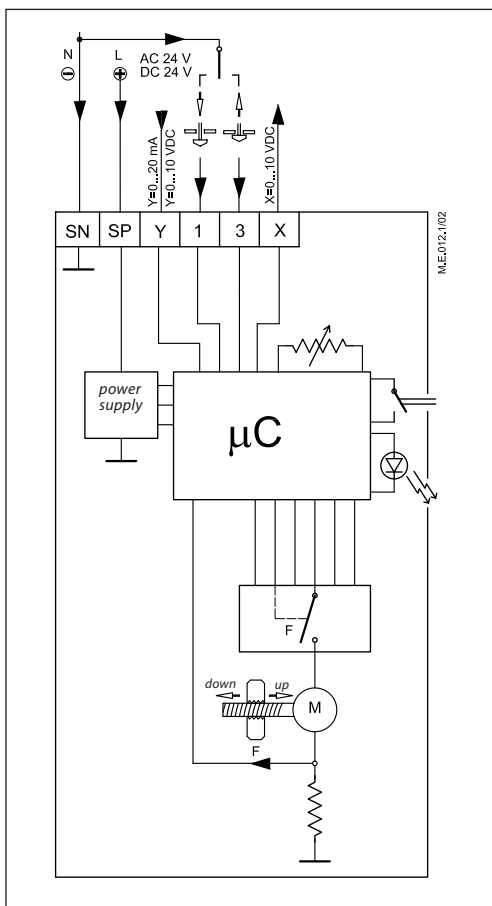 N
L
AC 24 V
DC 24 V
Y=0...20 mA
Y=0...10 VDC
X=0...10 VDC
SN SP Y 1 3 X
M.E.012.1/02
power
supply
μC
F
down up
M
F